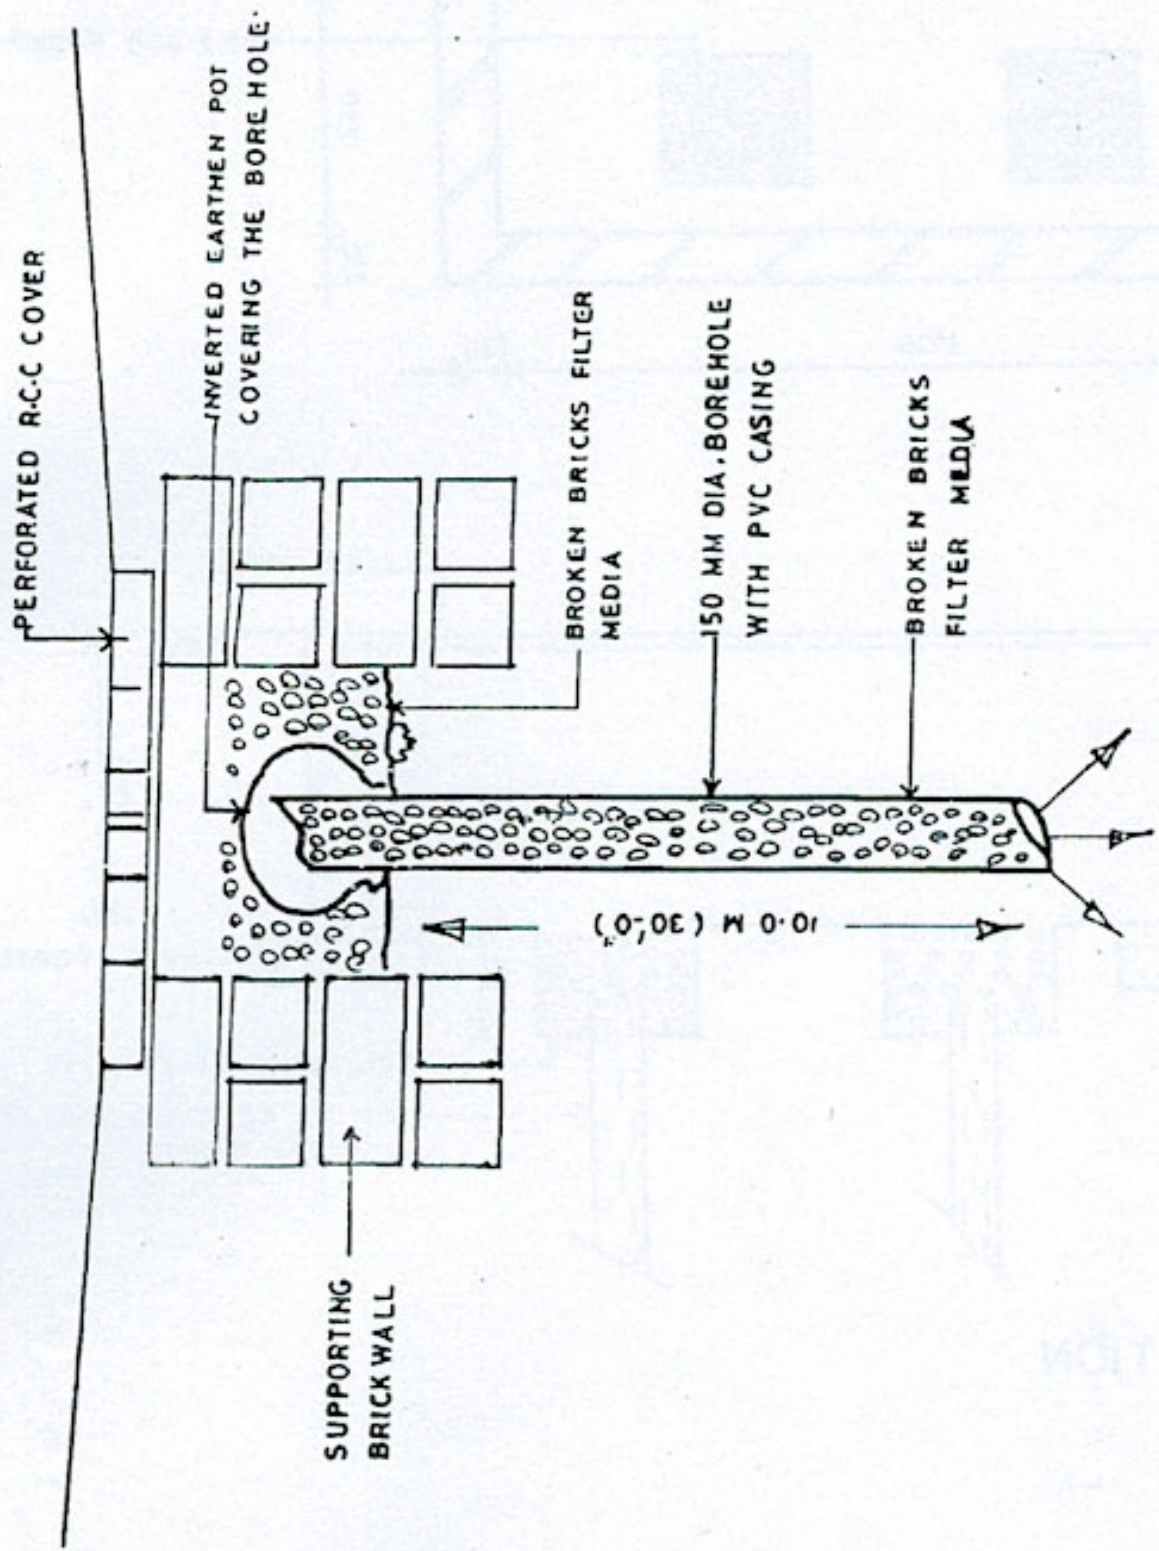 PERFORATED R.C.C COVER
INVERTED EARTHEN POT
COVERING THE BORE HOLE.
BROKEN BRICKS FILTER
MEDIA
150 MM DIA. BOREHOLE
WITH PVC CASING
BROKEN BRICKS
FILTER MEDIA
10.0 M (30'-0")
SUPPORTING
BRICK WALL
TION